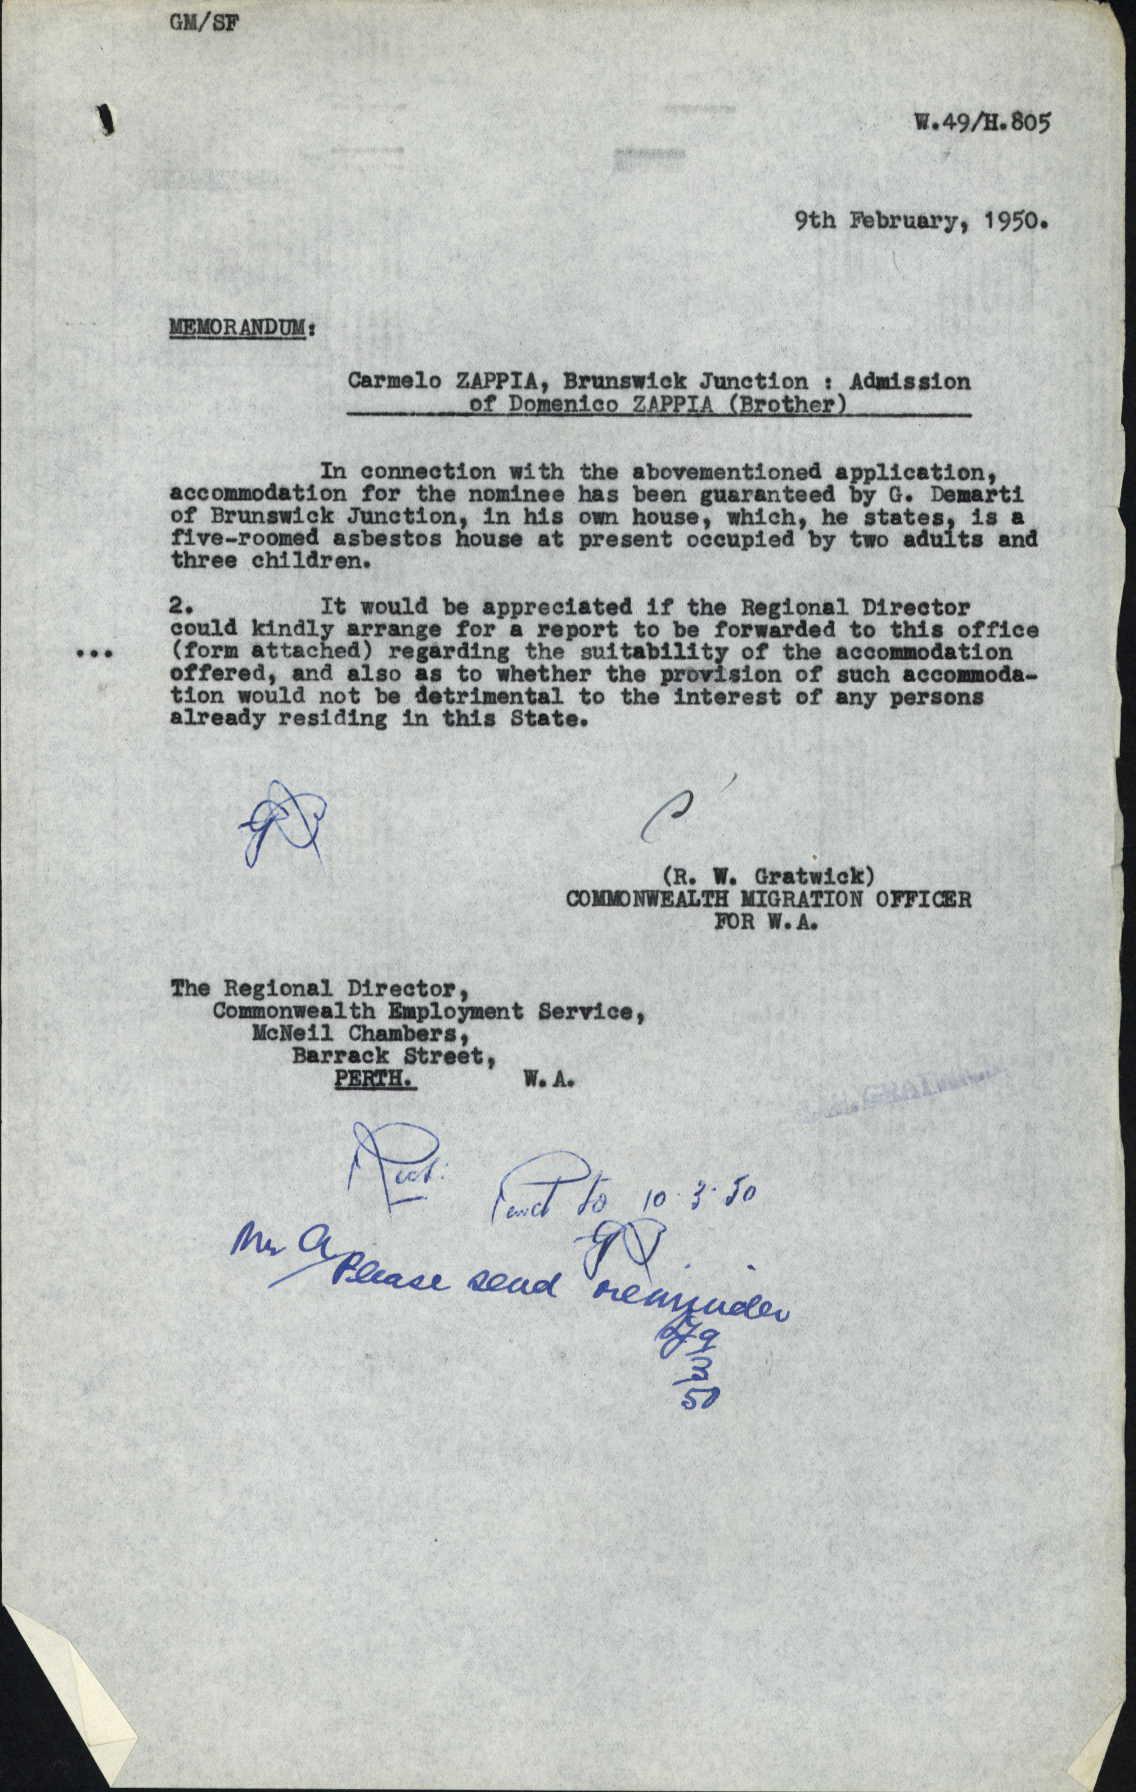 GM/SF
W.49/H.805
9th February, 1950.
MEMORANDUM:
Carmelo ZAPPIA, Brunswick Junction : Admission
of Domenico ZAPPIA (Brother)
In connection with the abovementioned application,
accommodation for the nominee has been guaranteed by G. Demarti
of Brunswick Junction, in his own house, which, he states, is a
five-roomed asbestos house at present occupied by two adults and
three children.
2. It would be appreciated if the Regional Director
could kindly arrange for a report to be forwarded to this office
... (form attached) regarding the suitability of the accommodation
offered, and also as to whether the provision of such accommoda-
tion would not be detrimental to the interest of any persons
already residing in this State.
(R. W. Gratwick)
COMMONWEALTH MIGRATION OFFICER
FOR W.A.
The Regional Director,
Commonwealth Employment Service,
McNeil Chambers,
Barrack Street,
PERTH. W.A.
to 10.3.50
Mr A
Please send reminder
3
50